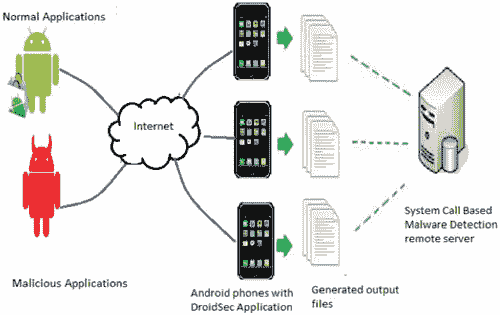 Normal Applications
Internet
Malicious Applications
Android phones with
DroidSec Application
Generated output
files
System Call Based
Malware Detection
remote server